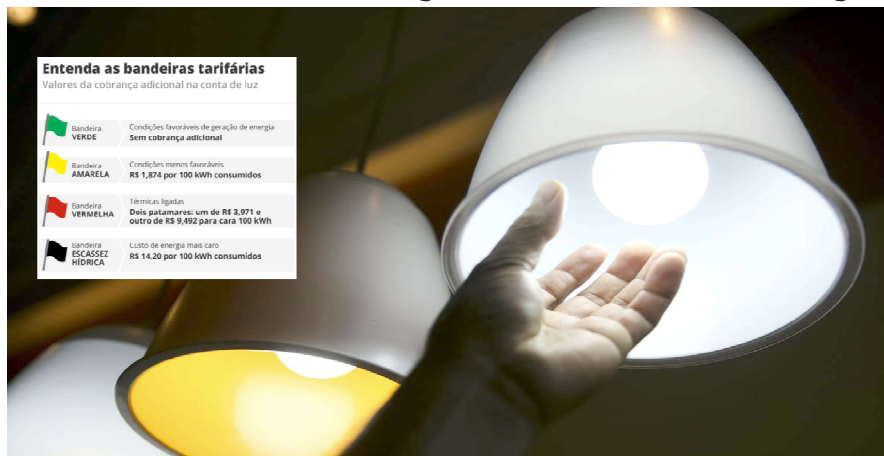 Entenda as bandeiras tarifárias
Valores da cobrança adicional na conta de luz
Bandeira
VERDE
Condições favoráveis de geração de energia
Sem cobrança adicional
Bandeira
AMARELA
Condições menos favoráveis
R$ 1,874 por 100 kWh consumidos
Bandeira
VERMELHA
Térmicas ligadas
Dois patamares: um de R$ 3,971 e
outro de R$ 9,492 para cara 100 kWh
Bandeira
ESCASSEZ
HÍDRICA
Custo de energia mais caro
R$ 14,20 por 100 kWh consumidos